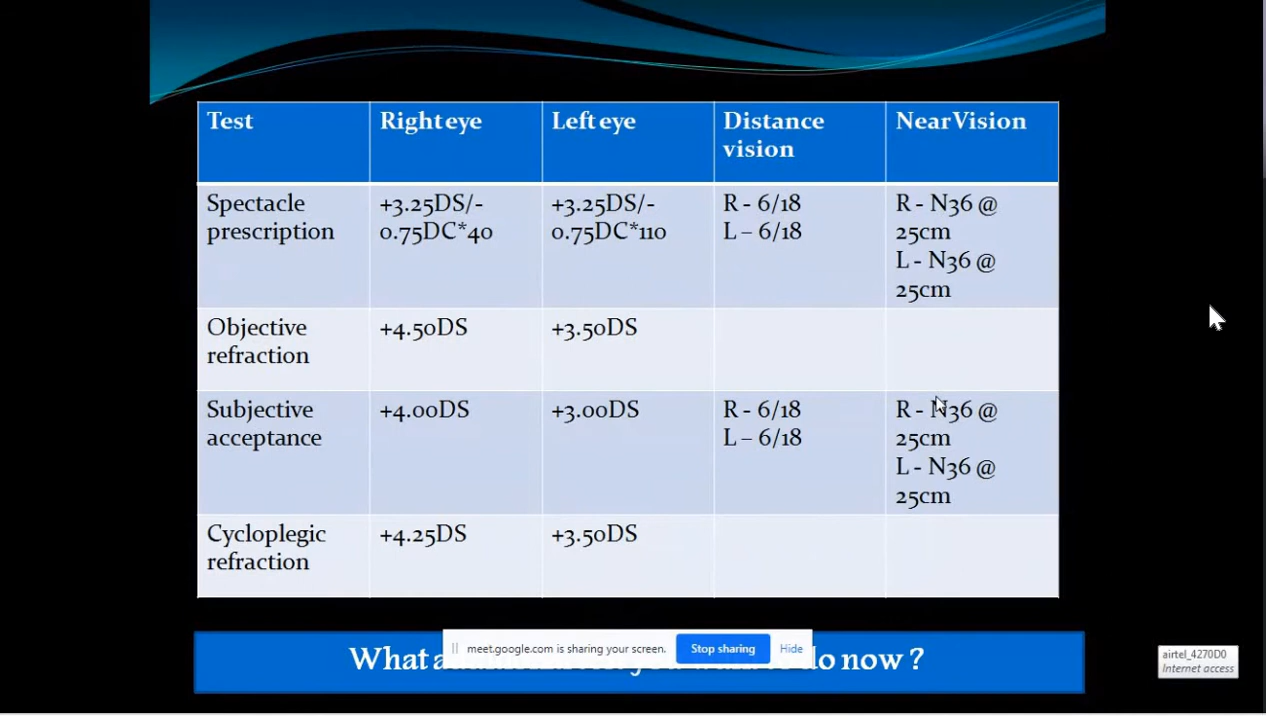 Test
Right eye
Left eye
Distance
vision
Near Vision
Spectacle
prescription
+3.25DS/-
0.75DC*40
+3.25DS/-
0.75DC*110
R - 6/18
L – 6/18
R - N36 @
25cm
L - N36 @
25cm
Objective
refraction
+4.50DS
+3.50DS
Subjective
acceptance
+4.00DS
+3.00DS
R - 6/18
L – 6/18
R - N36 @
25cm
L - N36 @
25cm
Cycloplegic
refraction
+4.25DS
+3.50DS
meet.google.com is sharing your screen.
Stop sharing
Hide
What do now ?
airtel_4270D0
Internet access